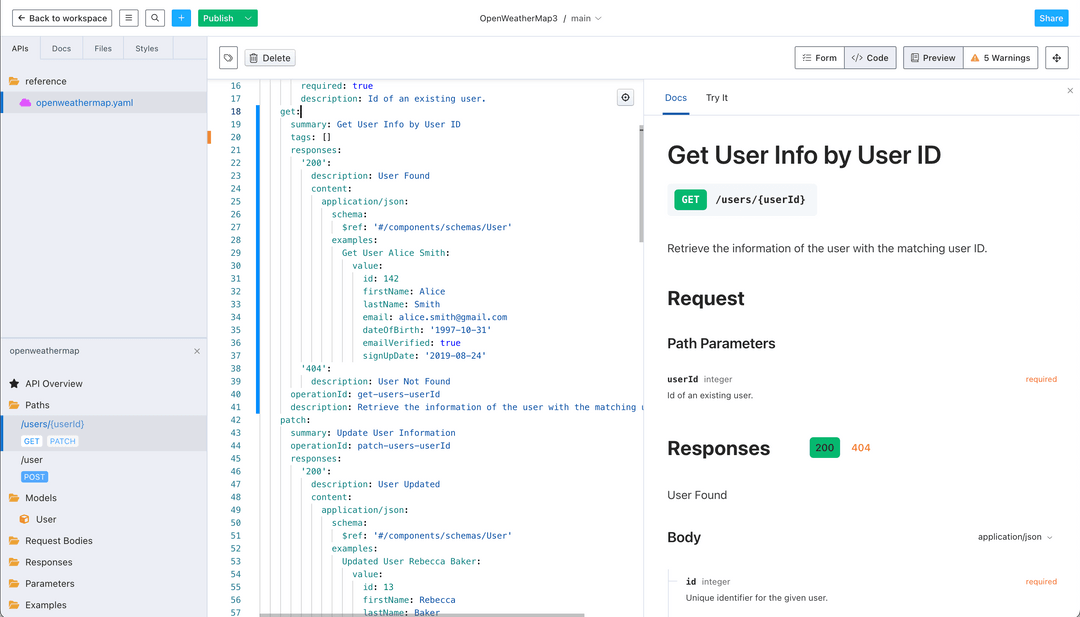 Back to workspace
Publish
OpenWeatherMap3 / main
Share
APIs Docs Files Styles
Delete
Form </> Code Preview 5 Warnings
reference
openweathermap.yaml
openweathermap
API Overview
Paths
/users/{userId}
GET PATCH
/user
POST
Models
User
Request Bodies
Responses
Parameters
Examples
16 required: true
17 description: Id of an existing user.
18 get:
19 summary: Get User Info by User ID
20 tags: []
21 responses:
22 '200':
23 description: User Found
24 content:
25 application/json:
26 schema:
27 $ref: '#/components/schemas/User'
28 examples:
29 Get User Alice Smith:
30 value:
31 id: 142
32 firstName: Alice
33 lastName: Smith
34 email: alice.smith@gmail.com
35 dateOfBirth: '1997-10-31'
36 emailVerified: true
37 signUpDate: '2019-08-24'
38 '404':
39 description: User Not Found
40 operationId: get-users-userId
41 description: Retrieve the information of the user with the matching u
42 patch:
43 summary: Update User Information
44 operationId: patch-users-userId
45 responses:
46 '200':
47 description: User Updated
48 content:
49 application/json:
50 schema:
51 $ref: '#/components/schemas/User'
52 examples:
53 Updated User Rebecca Baker:
54 value:
55 id: 13
56 firstName: Rebecca
57 lastName: Baker
Docs Try It
Get User Info by User ID
GET /users/{userId}
Retrieve the information of the user with the matching user ID.
Request
Path Parameters
userId integer required
Id of an existing user.
Responses 200 404
User Found
Body application/json
id integer required
Unique identifier for the given user.